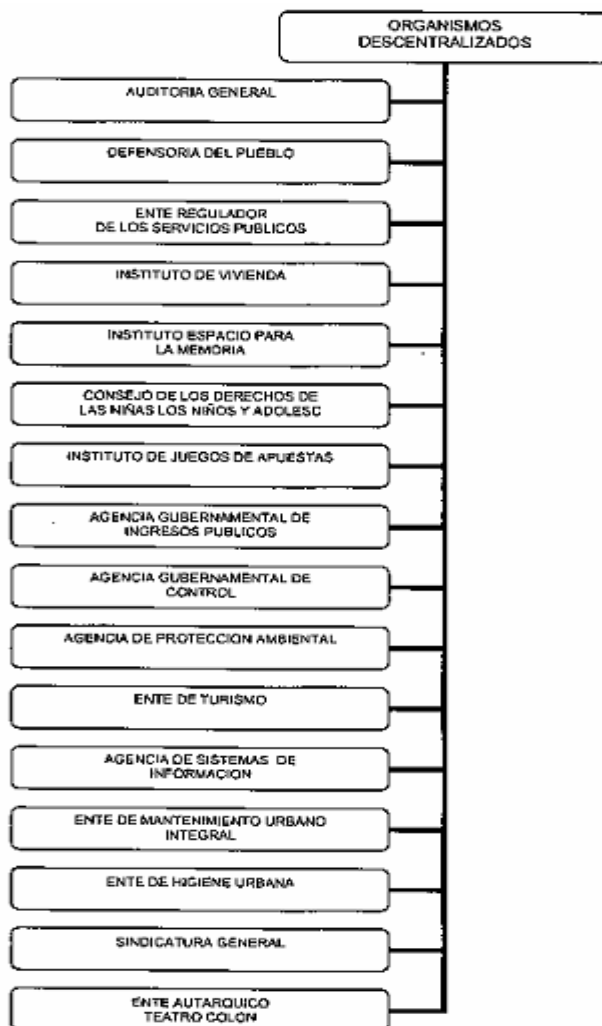 ORGANISMOS
DESCENTRALIZADOS
AUDITORIA GENERAL
DEFENSORIA DEL PUEBLO
ENTE REGULADOR
DE LOS SERVICIOS PUBLICOS
INSTITUTO DE VIVIENDA
INSTITUTO ESPACIO PARA
LA MEMORIA
CONSEJO DE LOS DERECHOS DE
LAS NIÑAS LOS NIÑOS Y ADOLESC
INSTITUTO DE JUEGOS DE APUESTAS
AGENCIA GUBERNAMENTAL DE
INGRESOS PUBLICOS
AGENCIA GUBERNAMENTAL DE
CONTROL
AGENCIA DE PROTECCION AMBIENTAL
ENTE DE TURISMO
AGENCIA DE SISTEMAS DE
INFORMACION
ENTE DE MANTENIMIENTO URBANO
INTEGRAL
ENTE DE HIGIENE URBANA
SINDICATURA GENERAL
ENTE AUTARQUICO
TEATRO COLON